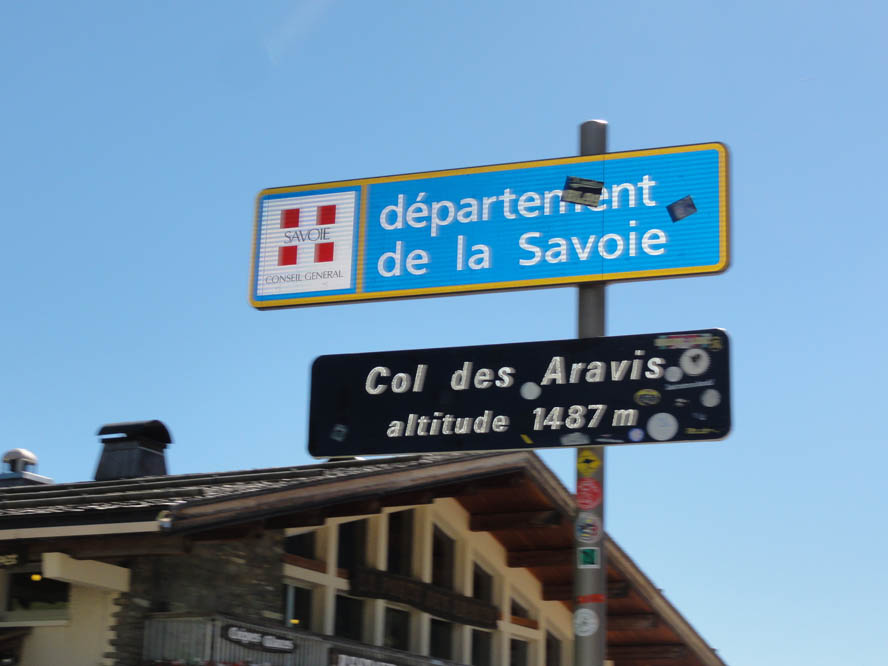 département
de la Savoie
SAVOIE
CONSEIL GENERAL
Col des Aravis
altitude 1487 m
N